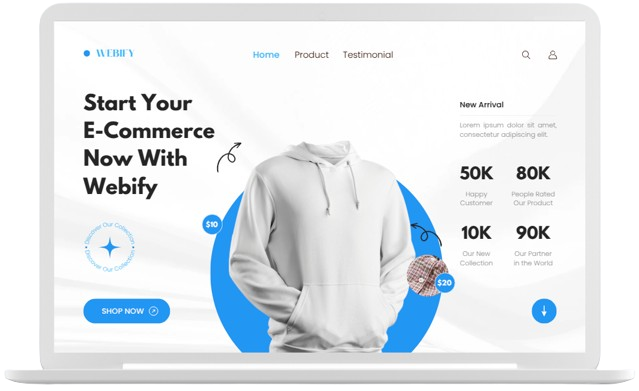 WEBIFY
Home Product Testimonial
Start Your
E-Commerce
Now With
Webify
New Arrival
Lorem ipsum dolor sit amet,
consectetur adipiscing elit.
50K
Happy
Customer
80K
People Rated
Our Product
10K
Our New
Collection
90K
Our Partner
in the World
$10
$20
Discover Our Collection
Discover Our Collection
SHOP NOW